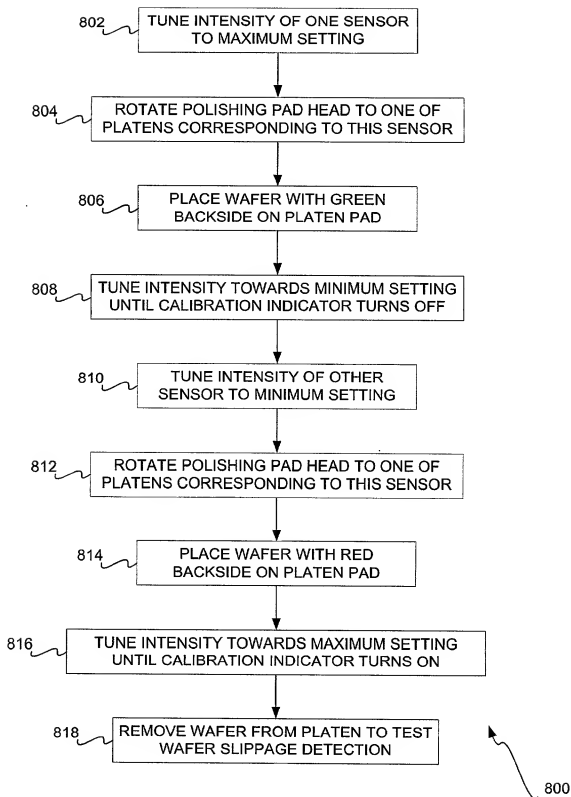 802
TUNE INTENSITY OF ONE SENSOR
TO MAXIMUM SETTING
804
ROTATE POLISHING PAD HEAD TO ONE OF
PLATENS CORRESPONDING TO THIS SENSOR
806
PLACE WAFER WITH GREEN
BACKSIDE ON PLATEN PAD
808
TUNE INTENSITY TOWARDS MINIMUM SETTING
UNTIL CALIBRATION INDICATOR TURNS OFF
810
TUNE INTENSITY OF OTHER
SENSOR TO MINIMUM SETTING
812
ROTATE POLISHING PAD HEAD TO ONE OF
PLATENS CORRESPONDING TO THIS SENSOR
814
PLACE WAFER WITH RED
BACKSIDE ON PLATEN PAD
816
TUNE INTENSITY TOWARDS MAXIMUM SETTING
UNTIL CALIBRATION INDICATOR TURNS ON
818
REMOVE WAFER FROM PLATEN TO TEST
WAFER SLIPPAGE DETECTION
800